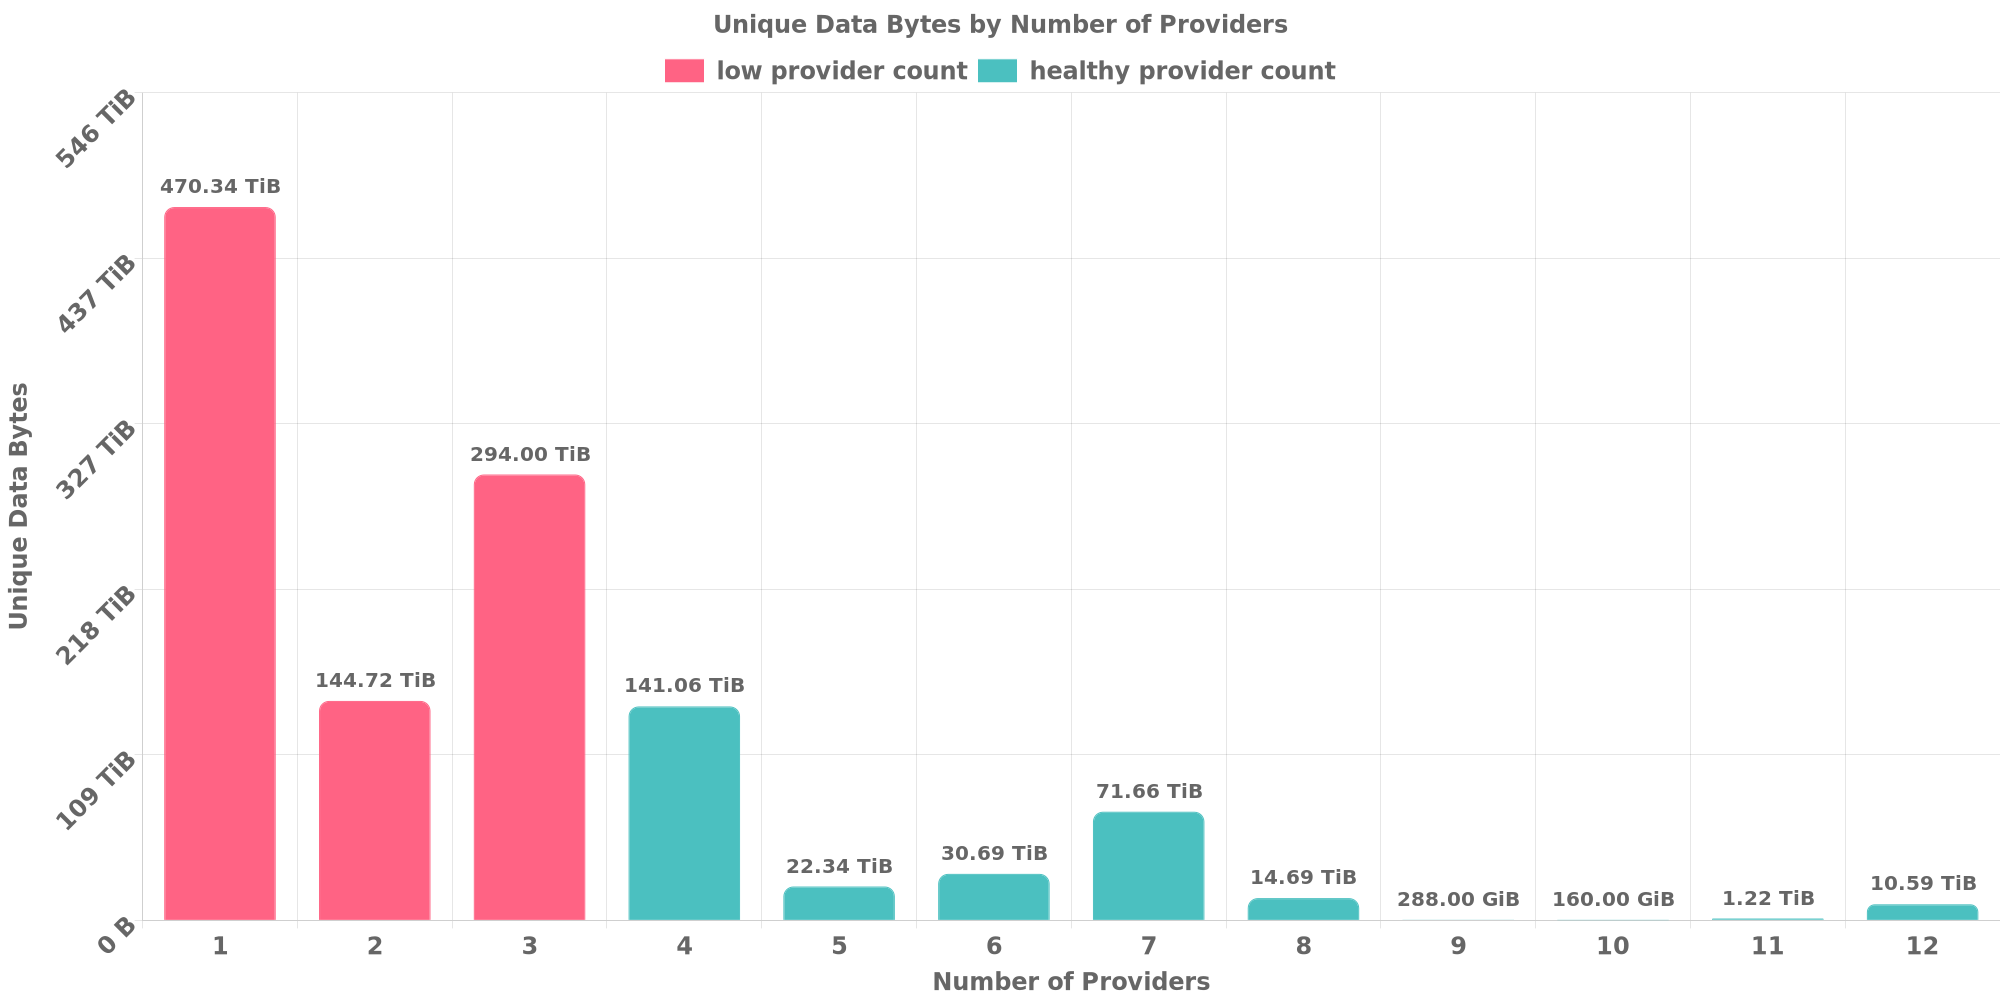 Unique Data Bytes by Number of Providers
low provider count healthy provider count
546 TiB
437 TiB
327 TiB
218 TiB
109 TiB
0 B
Unique Data Bytes
470.34 TiB
144.72 TiB
294.00 TiB
141.06 TiB
22.34 TiB
30.69 TiB
71.66 TiB
14.69 TiB
288.00 GiB
160.00 GiB
1.22 TiB
10.59 TiB
1 2 3 4 5 6 7 8 9 10 11 12
Number of Providers